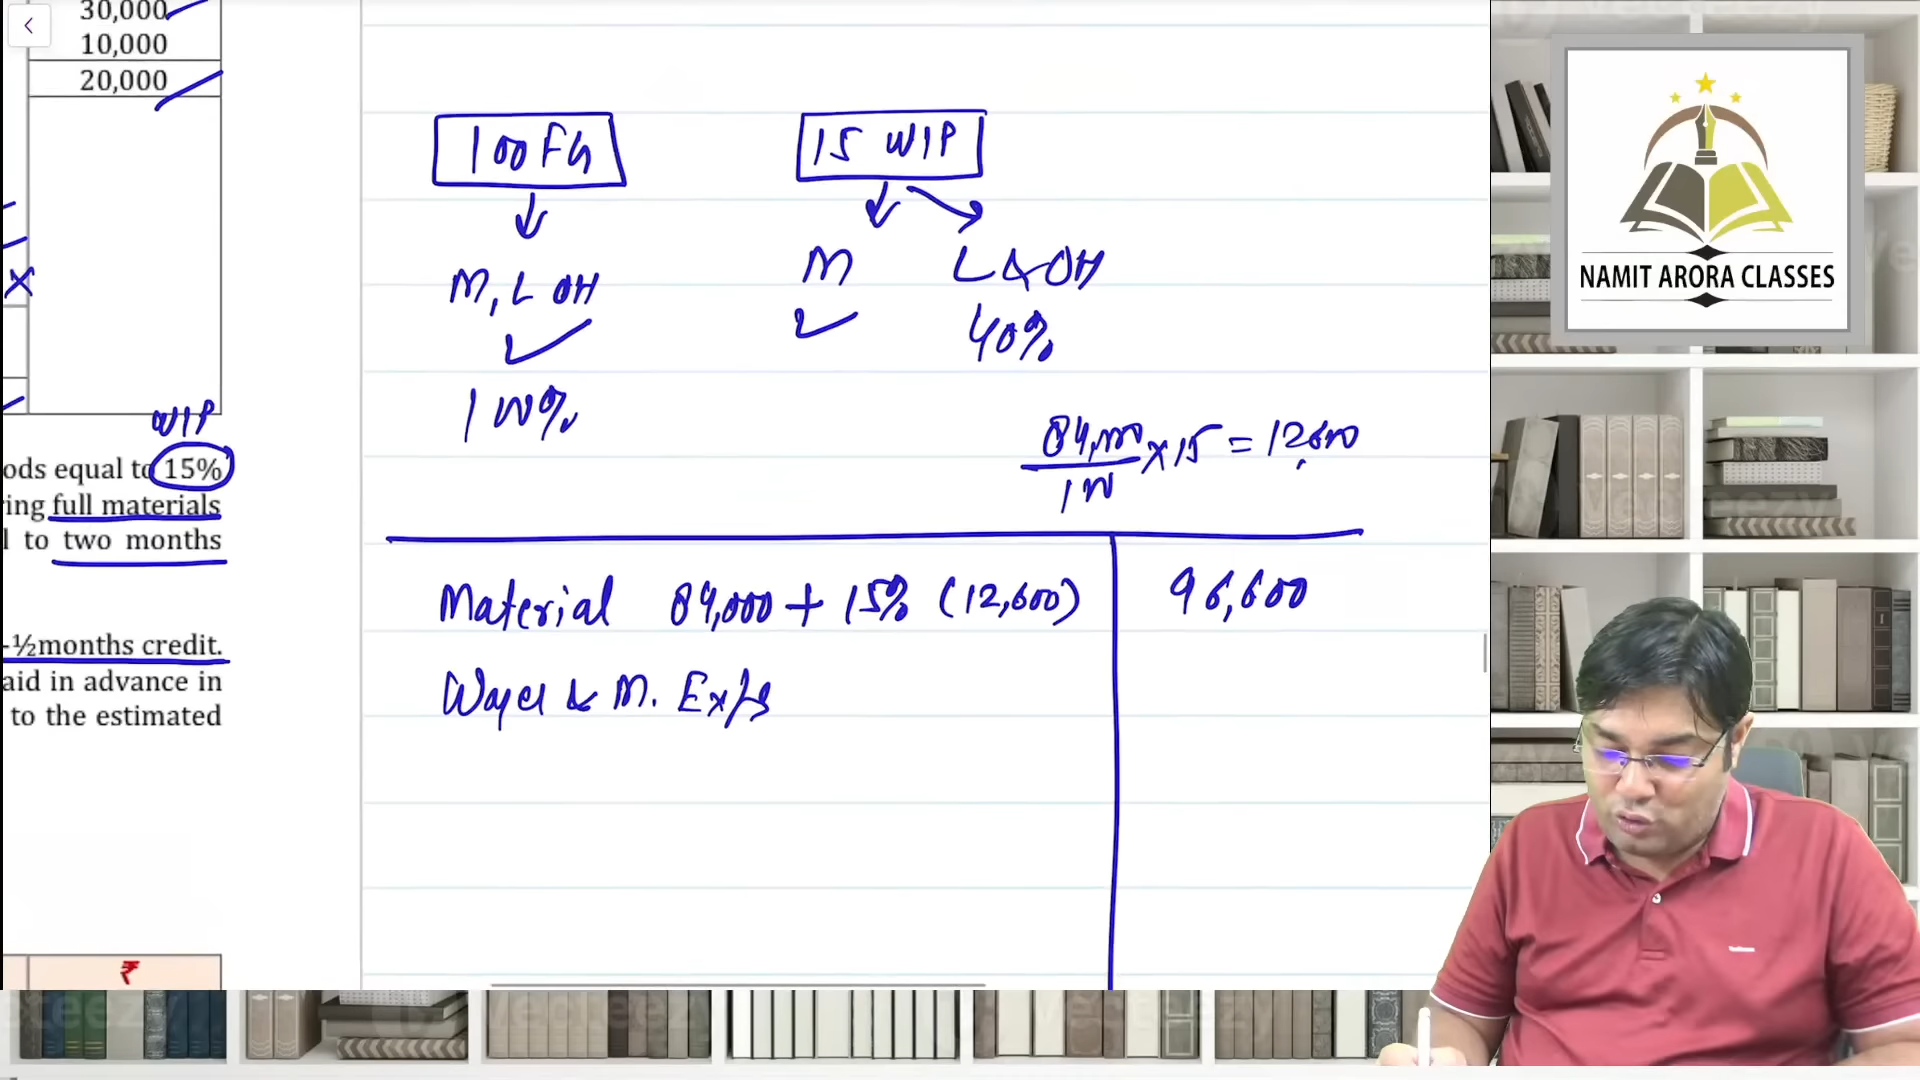 30,000
10,000
20,000
100 FG
15 WIP
M, L OH
M
L & OH
40%
100%
WIP
84,000
100
×15 = 12600
ods equal to 15%
ing full materials
l to two months
Material 84,000 + 15% (12,600)
96,600
-½months credit.
aid in advance in
to the estimated
Wages & M. Exps
₹
NAMIT ARORA CLASSES